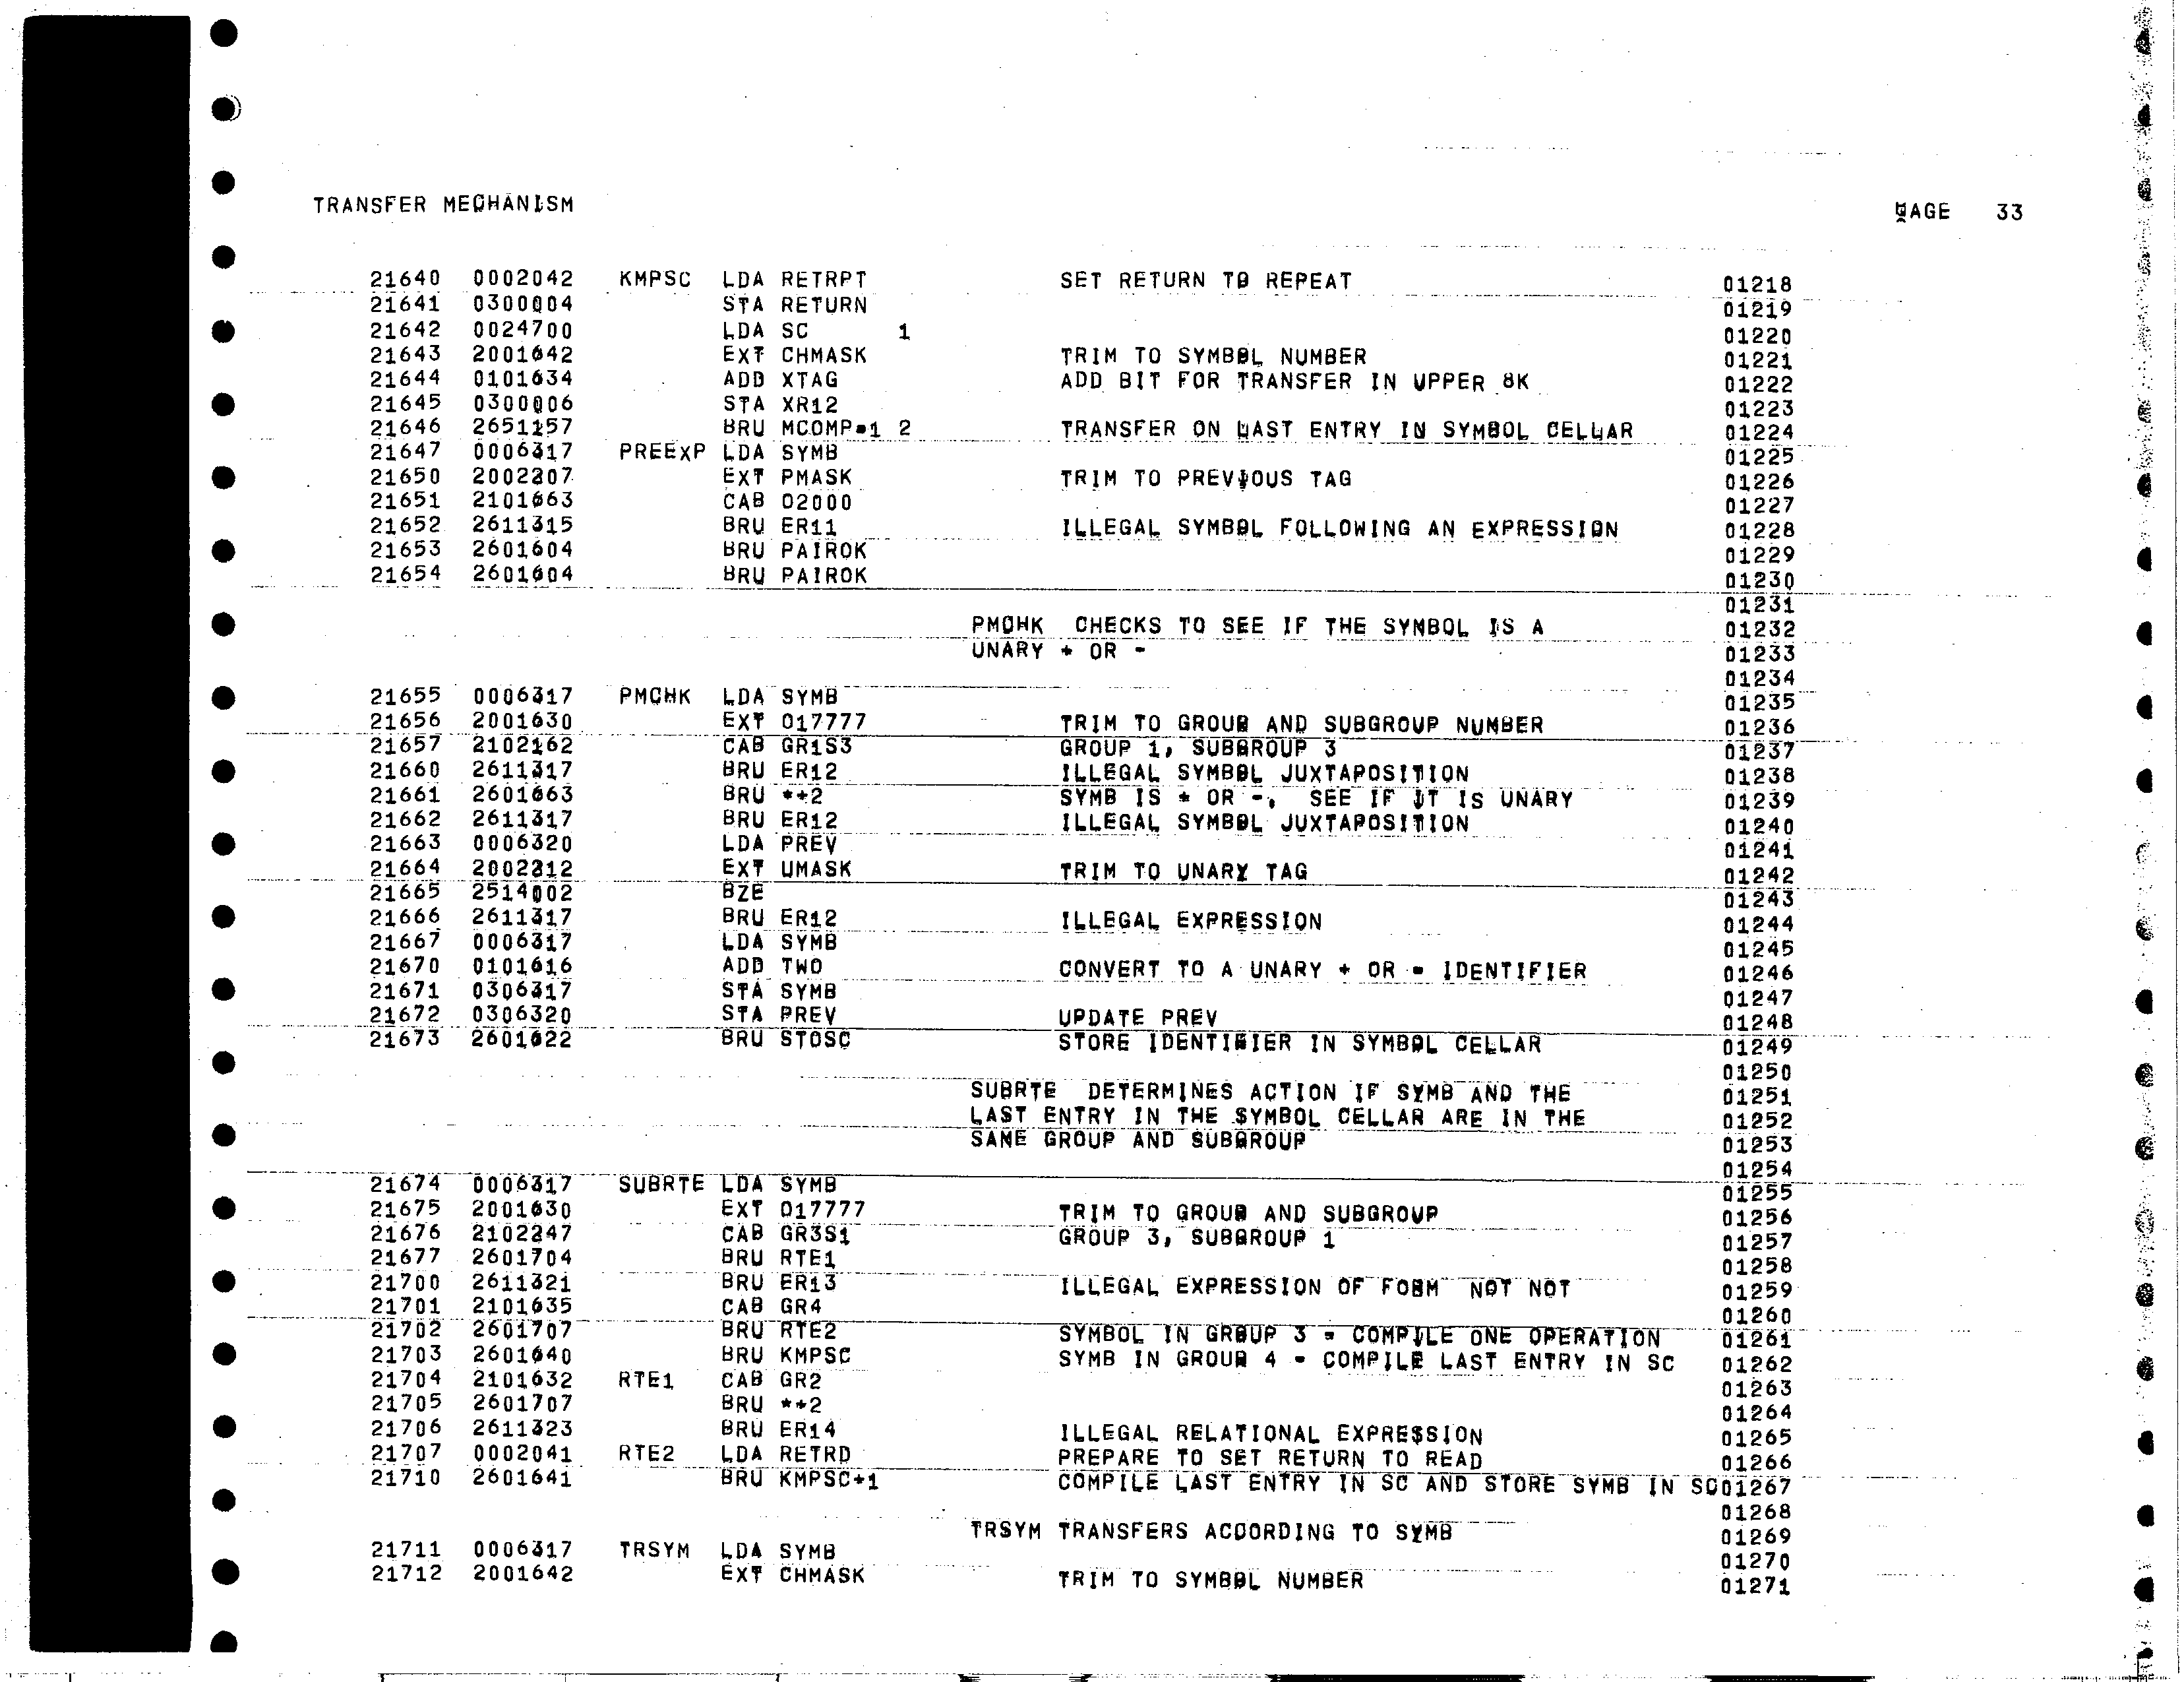 TRANSFER MECHANISM PAGE 33
21640 0002042 KMPSC LDA RETRPT SET RETURN TO REPEAT 01218
21641 0300004 STA RETURN 01219
21642 0024700 LDA SC 1 01220
21643 2001642 EXT CHMASK TRIM TO SYMBOL NUMBER 01221
21644 0101634 ADD XTAG ADD BIT FOR TRANSFER IN UPPER 8K 01222
21645 0300006 STA XR12 01223
21646 2651157 BRU MCOMP-1 2 TRANSFER ON LAST ENTRY IN SYMBOL CELLAR 01224
21647 0006317 PREEXP LDA SYMB 01225
21650 2002207 EXT PMASK TRIM TO PREVIOUS TAG 01226
21651 2101663 CAB O2000 01227
21652 2611315 BRU ER11 ILLEGAL SYMBOL FOLLOWING AN EXPRESSION 01228
21653 2601604 BRU PAIROK 01229
21654 2601604 BRU PAIROK 01230
01231
PMCHK CHECKS TO SEE IF THE SYMBOL IS A 01232
UNARY + OR - 01233
01234
21655 0006317 PMCHK LDA SYMB 01235
21656 2001630 EXT O17777 TRIM TO GROUP AND SUBGROUP NUMBER 01236
21657 2102162 CAB GR1S3 GROUP 1, SUBGROUP 3 01237
21660 2611317 BRU ER12 ILLEGAL SYMBOL JUXTAPOSITION 01238
21661 2601663 BRU *+2 SYMB IS + OR -, SEE IF IT IS UNARY 01239
21662 2611317 BRU ER12 ILLEGAL SYMBOL JUXTAPOSITION 01240
21663 0006320 LDA PREV 01241
21664 2002212 EXT UMASK TRIM TO UNARY TAG 01242
21665 2514002 BZE 01243
21666 2611317 BRU ER12 ILLEGAL EXPRESSION 01244
21667 0006317 LDA SYMB 01245
21670 0101616 ADD TWO CONVERT TO A UNARY + OR - IDENTIFIER 01246
21671 0306317 STA SYMB 01247
21672 0306320 STA PREV UPDATE PREV 01248
21673 2601622 BRU STOSC STORE IDENTIFIER IN SYMBOL CELLAR 01249
01250
SUBRTE DETERMINES ACTION IF SYMB AND THE 01251
LAST ENTRY IN THE SYMBOL CELLAR ARE IN THE 01252
SAME GROUP AND SUBGROUP 01253
01254
21674 0006317 SUBRTE LDA SYMB 01255
21675 2001630 EXT O17777 TRIM TO GROUP AND SUBGROUP 01256
21676 2102247 CAB GR3S1 GROUP 3, SUBGROUP 1 01257
21677 2601704 BRU RTE1 01258
21700 2611321 BRU ER13 ILLEGAL EXPRESSION OF FORM NOT NOT 01259
21701 2101635 CAB GR4 01260
21702 2601707 BRU RTE2 SYMBOL IN GROUP 3 - COMPILE ONE OPERATION 01261
21703 2601640 BRU KMPSC SYMB IN GROUP 4 - COMPILE LAST ENTRY IN SC 01262
21704 2101632 RTE1 CAB GR2 01263
21705 2601707 BRU *+2 01264
21706 2611323 BRU ER14 ILLEGAL RELATIONAL EXPRESSION 01265
21707 0002041 RTE2 LDA RETRD PREPARE TO SET RETURN TO READ 01266
21710 2601641 BRU KMPSC+1 COMPILE LAST ENTRY IN SC AND STORE SYMB IN SC01267
01268
TRSYM TRANSFERS ACCORDING TO SYMB 01269
21711 0006317 TRSYM LDA SYMB 01270
21712 2001642 EXT CHMASK TRIM TO SYMBOL NUMBER 01271